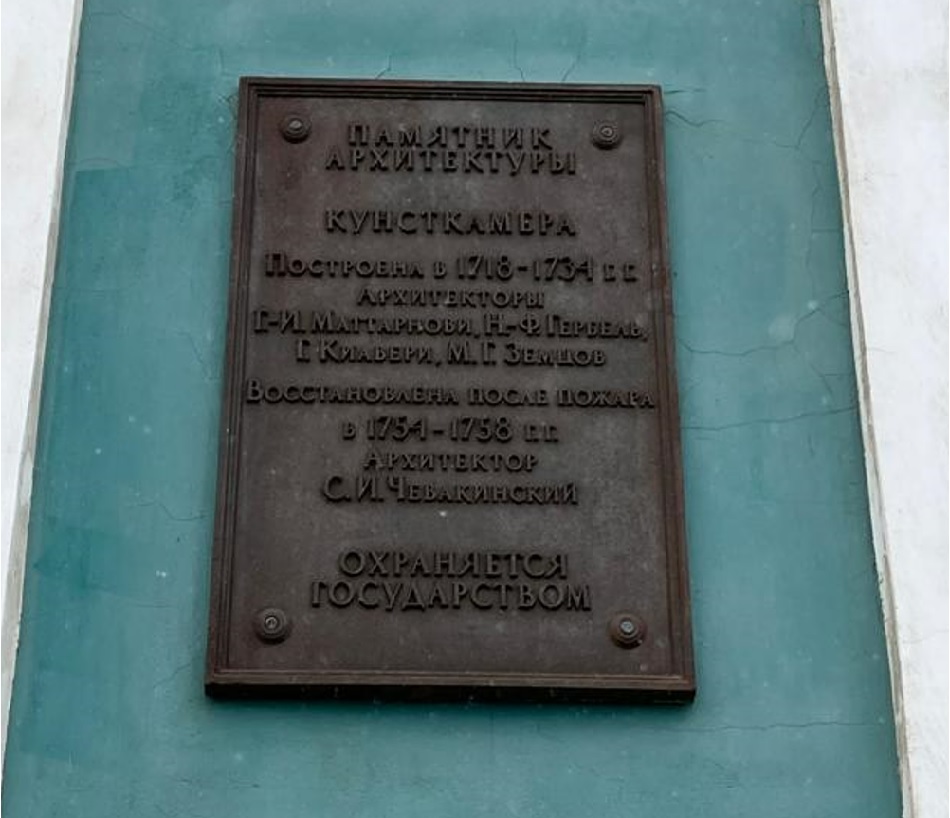 ПАМЯТНИК
АРХИТЕКТУРЫ
КУНСТКАМЕРА
ПОСТРОЕНА В 1718-1734 Г.Г.
АРХИТЕКТОРЫ
Г.-И. МАТТАРНОВИ, Н.-Ф. ГЕРБЕЛЬ,
Г. КИАВЕРИ, М. Г. ЗЕМЦОВ
ВОССТАНОВЛЕНА ПОСЛЕ ПОЖАРА
В 1754-1758 Г.Г.
АРХИТЕКТОР
С. И. ЧЕВАКИНСКИЙ
ОХРАНЯЕТСЯ
ГОСУДАРСТВОМ